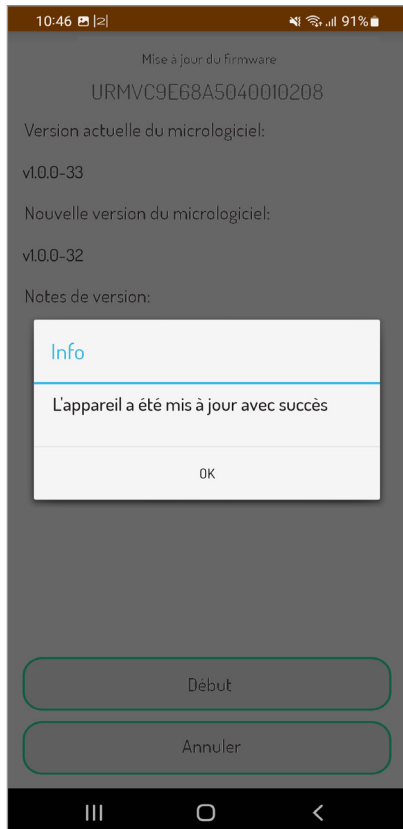 10:46 |2| 91%
Mise à jour du firmware
URMVC9E68A5040010208
Version actuelle du micrologiciel:
v1.0.0-33
Nouvelle version du micrologiciel:
v1.0.0-32
Notes de version:
Info
L'appareil a été mis à jour avec succès
OK
Début
Annuler